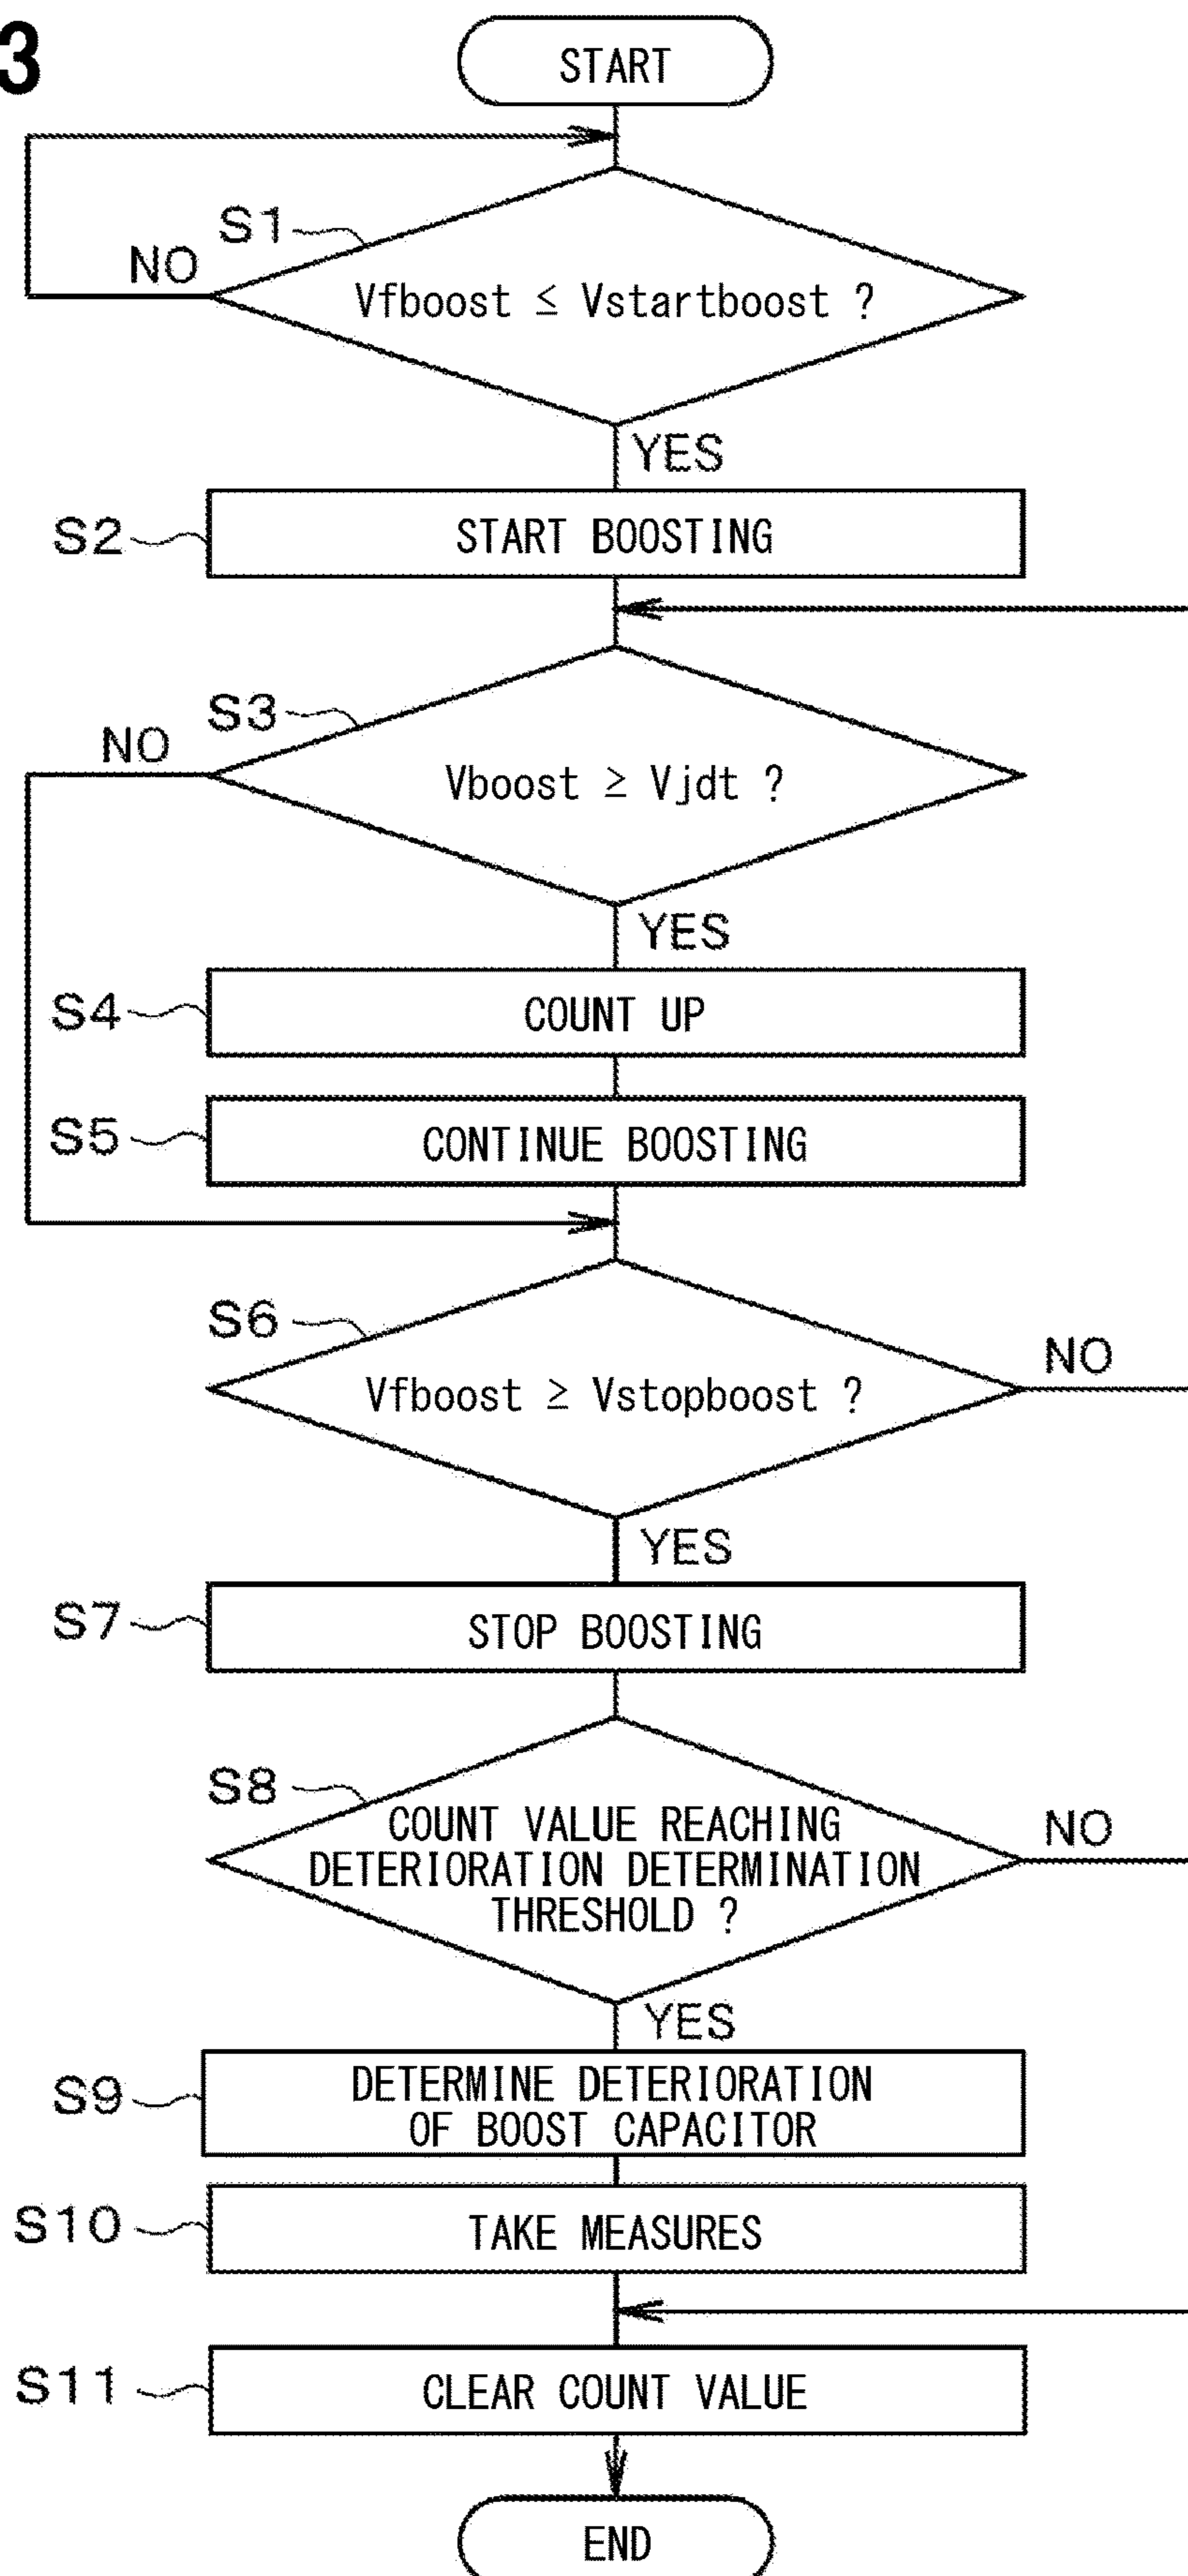 3
START
S1
NO
Vfboost ≤ Vstartboost ?
YES
S2
START BOOSTING
S3
NO
Vboost ≥ Vjdt ?
YES
S4
COUNT UP
S5
CONTINUE BOOSTING
S6
NO
Vfboost ≥ Vstopboost ?
YES
S7
STOP BOOSTING
S8
NO
COUNT VALUE REACHING
DETERIORATION DETERMINATION
THRESHOLD ?
YES
S9
DETERMINE DETERIORATION
OF BOOST CAPACITOR
S10
TAKE MEASURES
S11
CLEAR COUNT VALUE
END